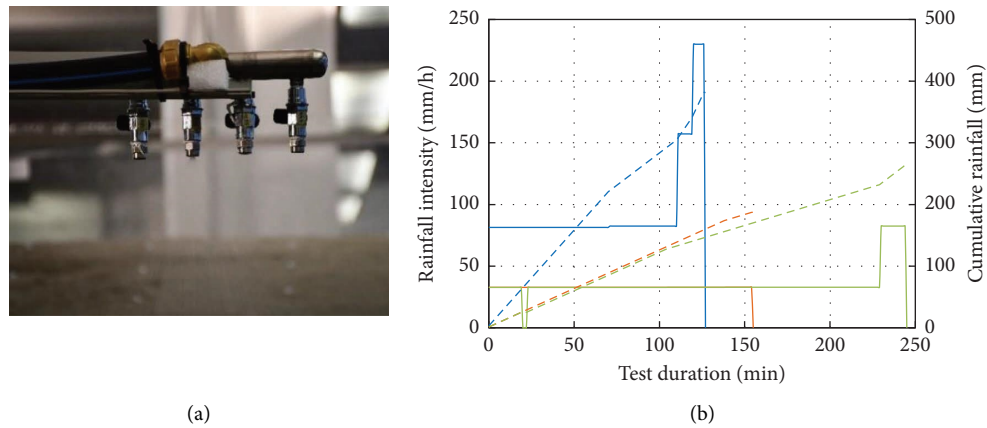 250
200
150
100
50
0
Rainfall intensity (mm/h)
500
400
300
200
100
0
Cumulative rainfall (mm)
0 50 100 150 200 250
Test duration (min)
(a) (b)